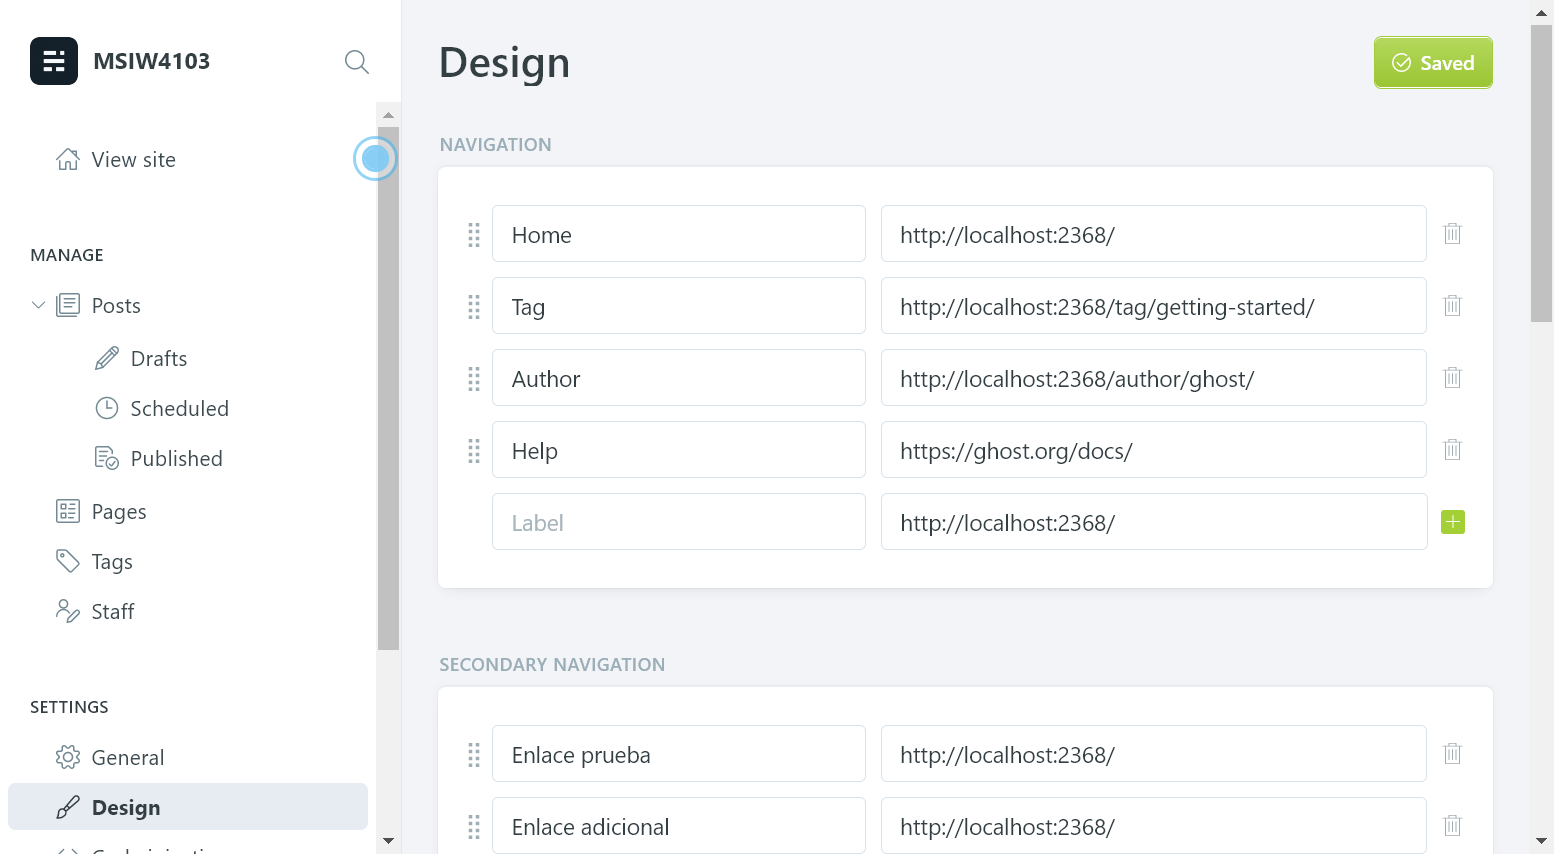 MSIW4103
View site
MANAGE
Posts
Drafts
Scheduled
Published
Pages
Tags
Staff
SETTINGS
General
Design
Design
Saved
NAVIGATION
Home http://localhost:2368/
Tag http://localhost:2368/tag/getting-started/
Author http://localhost:2368/author/ghost/
Help https://ghost.org/docs/
Label http://localhost:2368/
SECONDARY NAVIGATION
Enlace prueba http://localhost:2368/
Enlace adicional http://localhost:2368/